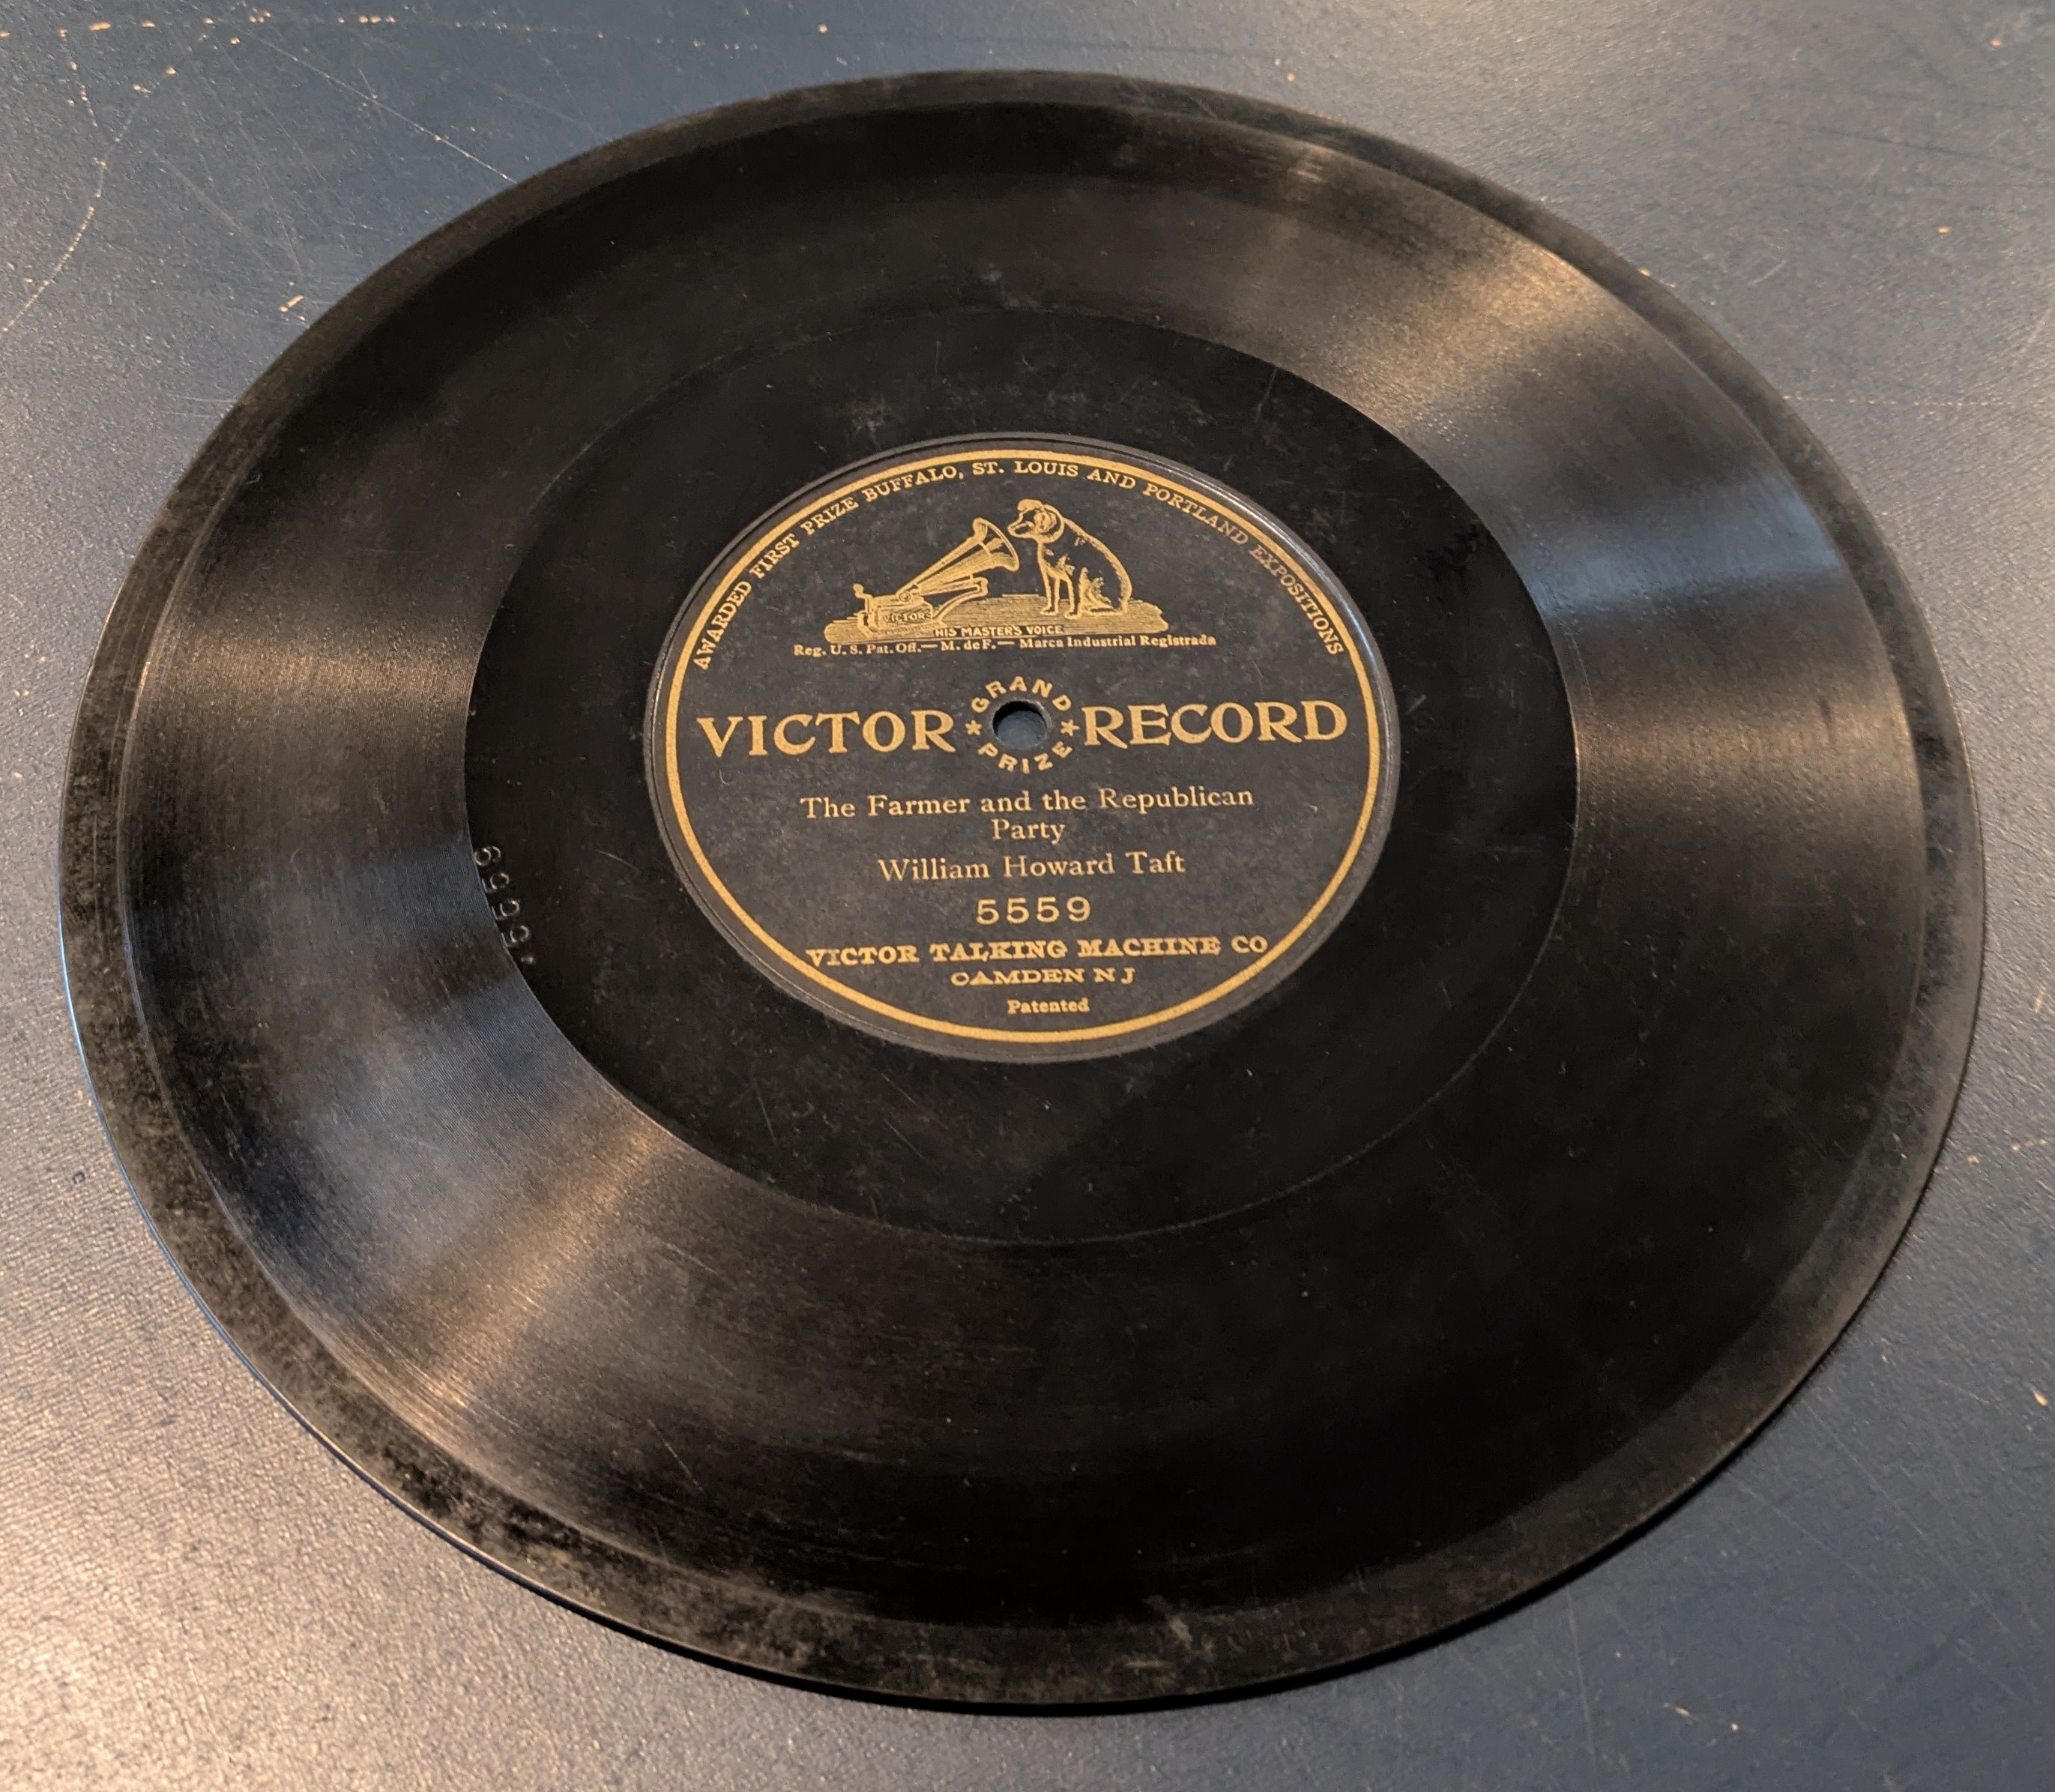 AWARDED FIRST PRIZE BUFFALO, ST. LOUIS AND PORTLAND EXPOSITIONS
VICTOR
HIS MASTER'S VOICE
Reg. U. S. Pat. Off.— M. de F.— Marca Industrial Registrada
GRAND
VICTOR RECORD
PRIZE
The Farmer and the Republican
Party
William Howard Taft
5559
VICTOR TALKING MACHINE CO
CAMDEN N J
Patented
5559